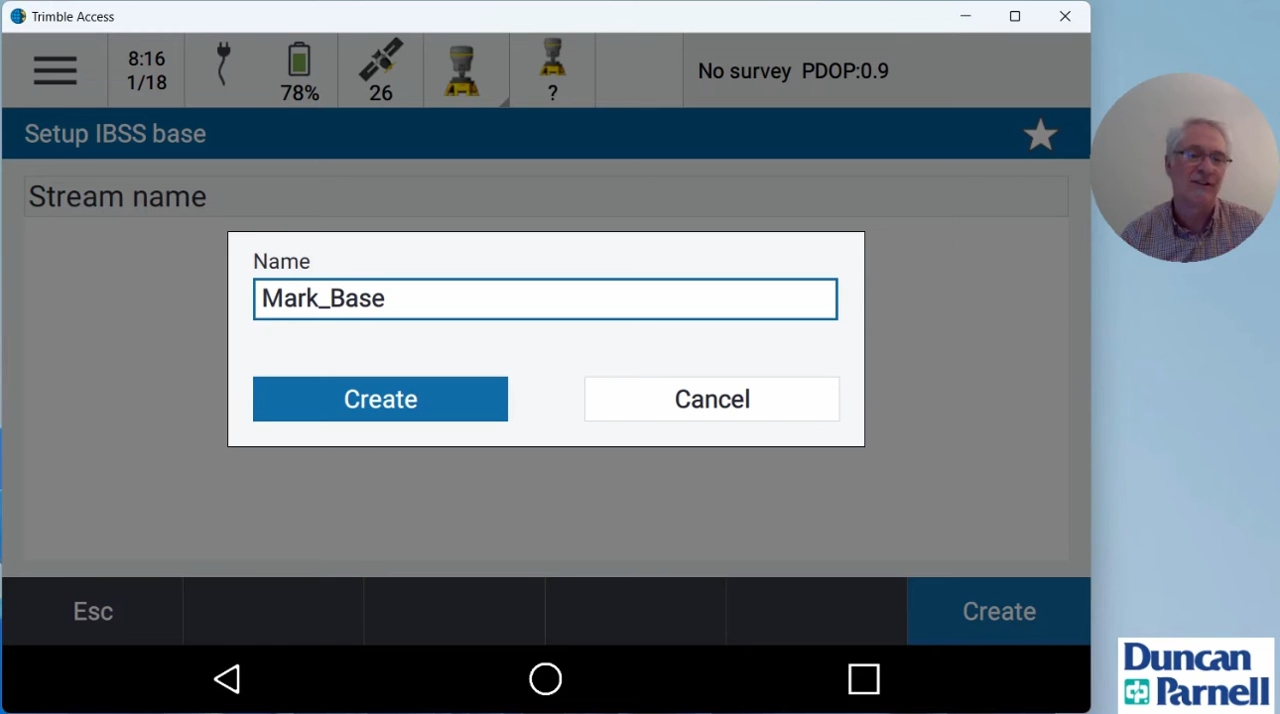 Trimble Access
8:16
1/18
78%
26
?
No survey PDOP:0.9
Setup IBSS base
Stream name
Name
Mark_Base
Create
Cancel
Esc
Create
Duncan
Parnell